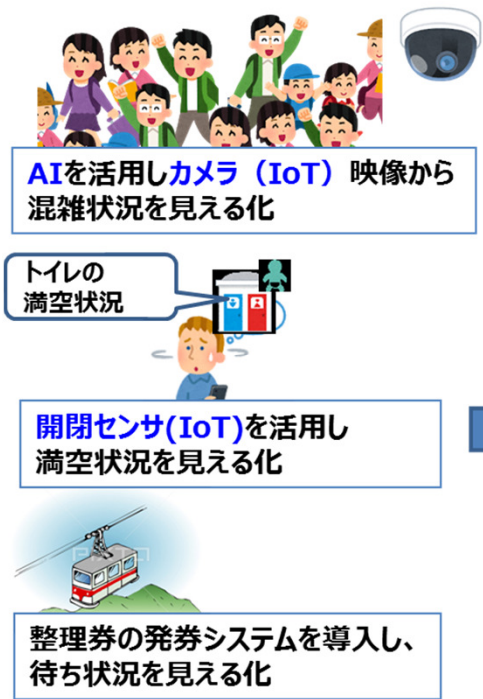 AIを活用しカメラ（IoT）映像から
混雑状況を見える化
トイレの
満空状況
開閉センサ(IoT)を活用し
満空状況を見える化
整理券の発券システムを導入し、
待ち状況を見える化